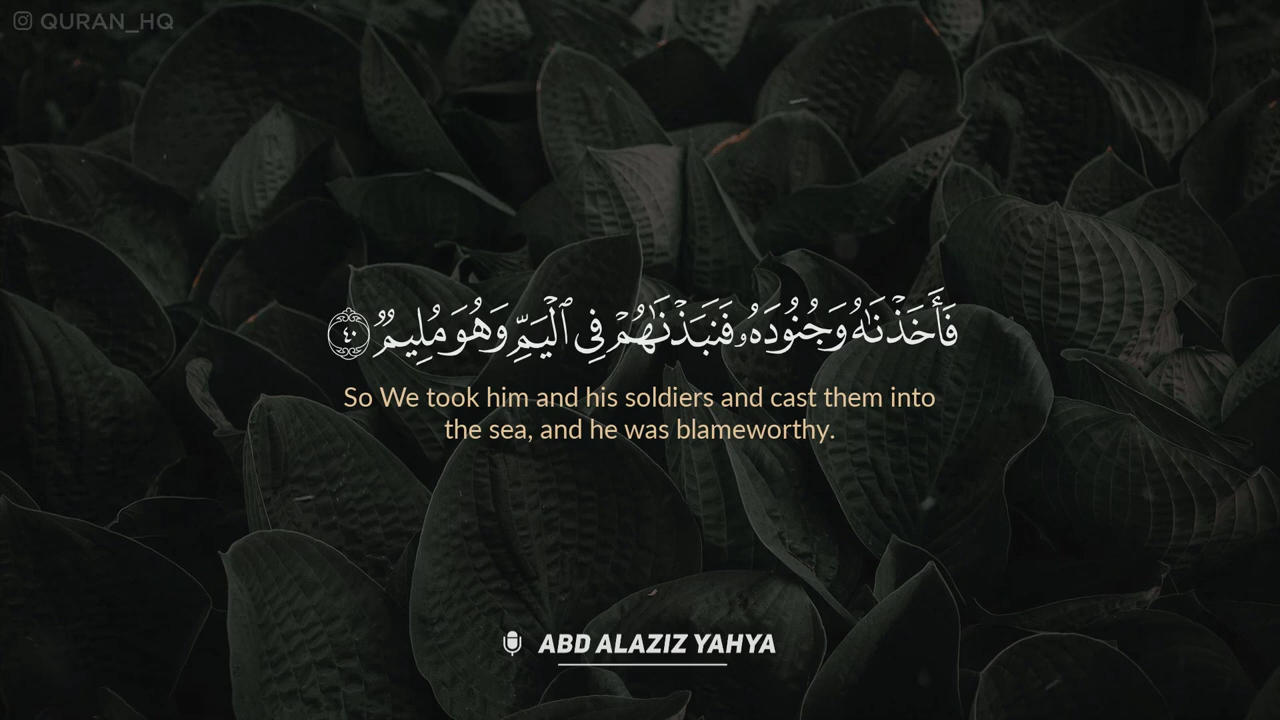 QURAN_HQ
فَأَخَذْنَـٰهُ وَجُنُودَهُۥ فَنَبَذْنَـٰهُمْ فِى ٱلْيَمِّ وَهُوَ مُلِيمٌۭ ٤٠
So We took him and his soldiers and cast them into
the sea, and he was blameworthy.
ABD ALAZIZ YAHYA